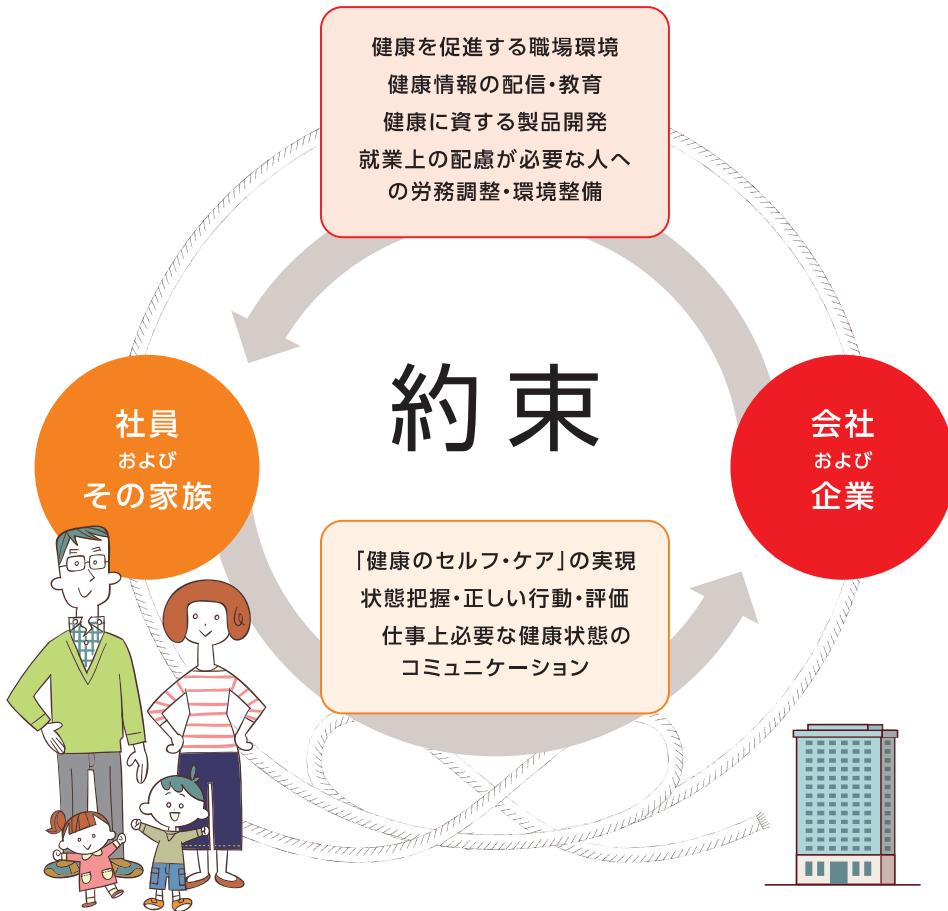 健康を促進する職場環境
健康情報の配信・教育
健康に資する製品開発
就業上の配慮が必要な人へ
の労務調整・環境整備
約束
社員
および
その家族
会社
および
企業
「健康のセルフ・ケア」の実現
状態把握・正しい行動・評価
仕事上必要な健康状態の
コミュニケーション